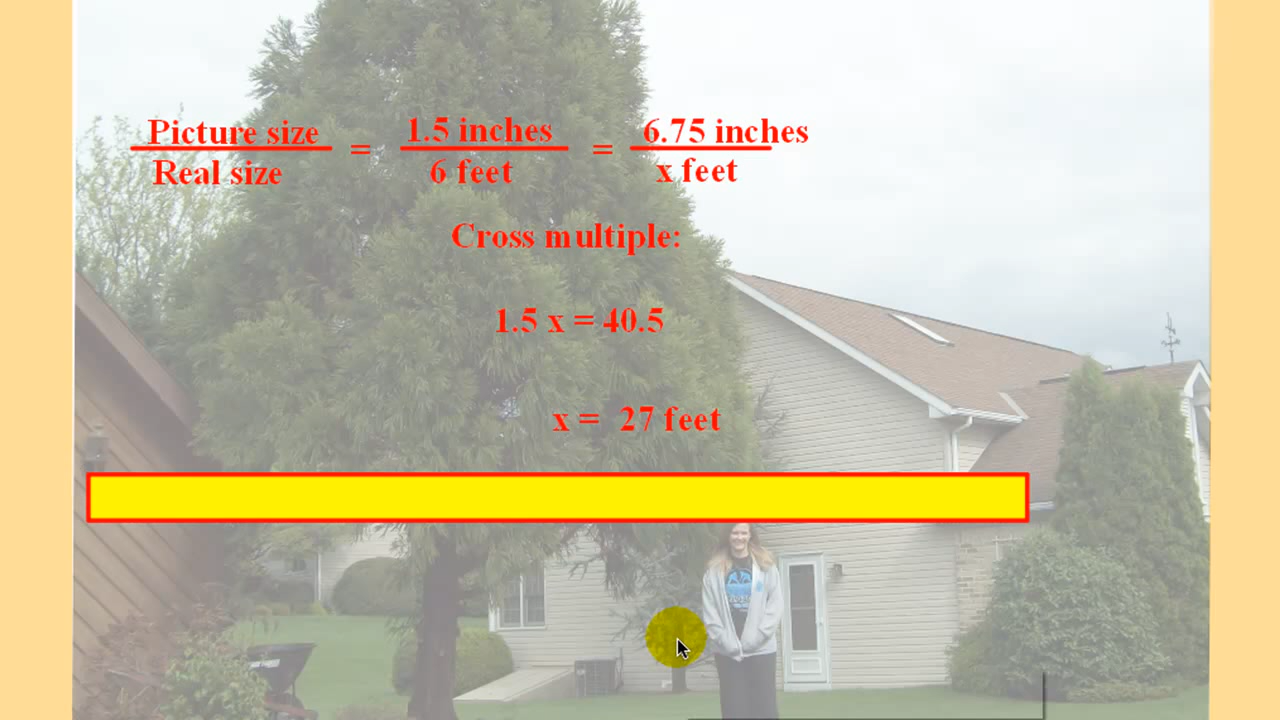 Picture size = 1.5 inches = 6.75 inches
Real size 6 feet x feet
Cross multiple:
1.5 x = 40.5
x = 27 feet